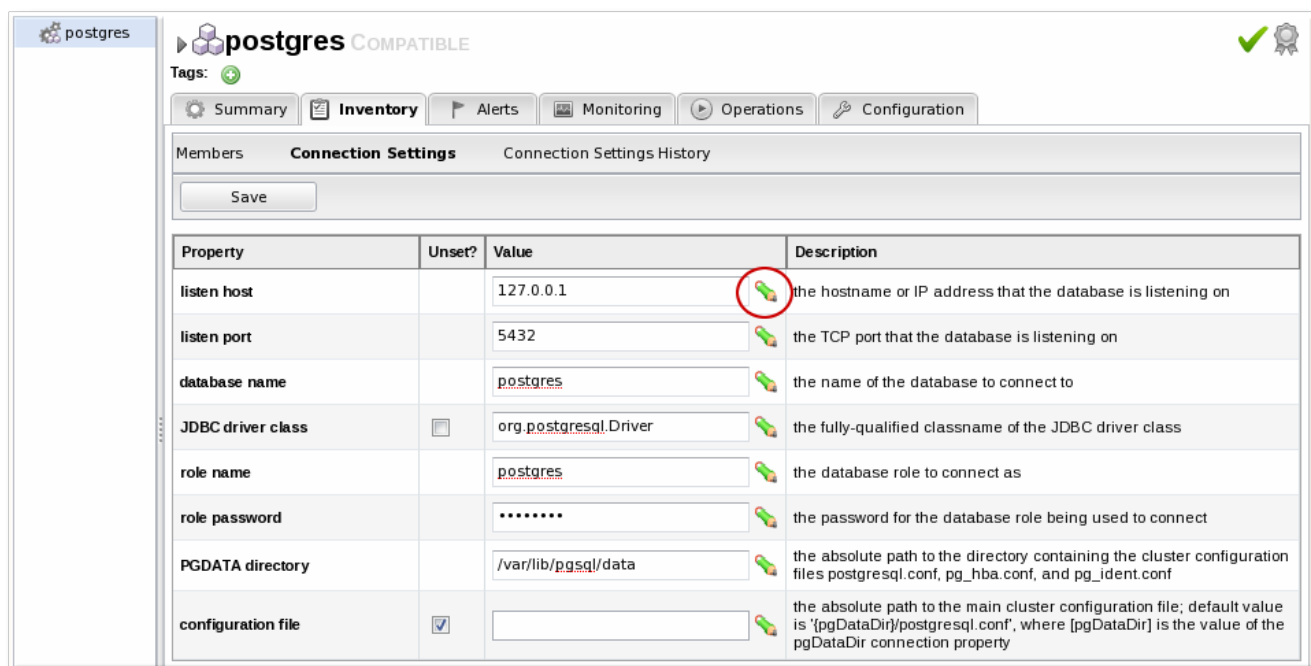 postgres
postgres COMPATIBLE
Tags:
Summary Inventory Alerts Monitoring Operations Configuration
Members Connection Settings Connection Settings History
Save
Property Unset? Value Description
listen host 127.0.0.1 the hostname or IP address that the database is listening on
listen port 5432 the TCP port that the database is listening on
database name postgres the name of the database to connect to
JDBC driver class org.postgresql.Driver the fully-qualified classname of the JDBC driver class
role name postgres the database role to connect as
role password •••••••• the password for the database role being used to connect
PGDATA directory /var/lib/pgsql/data the absolute path to the directory containing the cluster configuration
files postgresql.conf, pg_hba.conf, and pg_ident.conf
configuration file the absolute path to the main cluster configuration file; default value
is '{pgDataDir}/postgresql.conf', where [pgDataDir] is the value of the
pgDataDir connection property